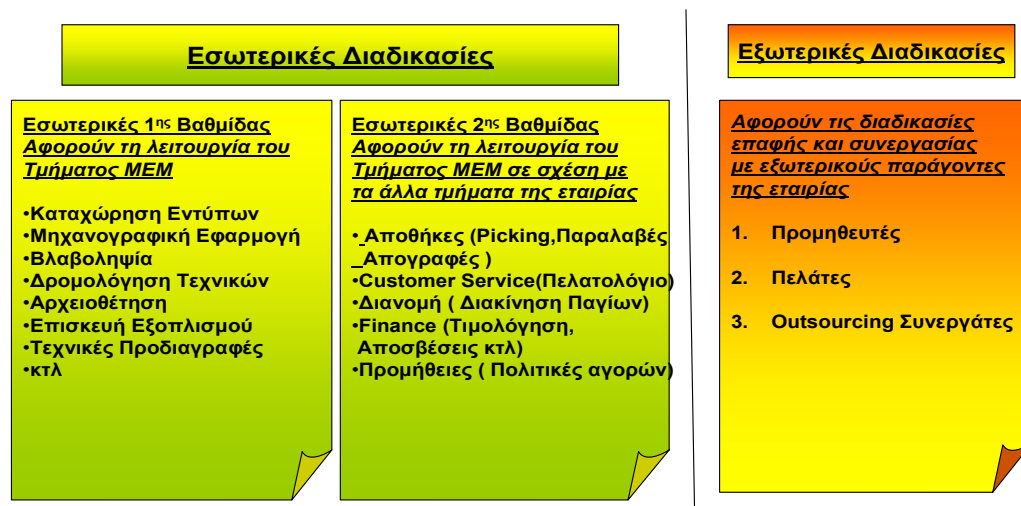 Εσωτερικές Διαδικασίες
Εσωτερικές 1ης Βαθμίδας
Αφορούν τη λειτουργία του
Τμήματος ΜΕΜ
•Καταχώρηση Εντύπων
•Μηχανογραφική Εφαρμογή
•Βλαβοληψία
•Δρομολόγηση Τεχνικών
•Αρχειοθέτηση
•Επισκευή Εξοπλισμού
•Τεχνικές Προδιαγραφές
•κτλ
Εσωτερικές 2ης Βαθμίδας
Αφορούν τη λειτουργία του
Τμήματος ΜΕΜ σε σχέση με
τα άλλα τμήματα της εταιρίας
• Αποθήκες (Picking,Παραλαβές
Απογραφές )
•Customer Service(Πελατολόγιο)
•Διανομή ( Διακίνηση Παγίων)
•Finance (Τιμολόγηση,
Αποσβέσεις κτλ)
•Προμήθειες ( Πολιτικές αγορών)
Εξωτερικές Διαδικασίες
Αφορούν τις διαδικασίες
επαφής και συνεργασίας
με εξωτερικούς παράγοντες
της εταιρίας
1. Προμηθευτές
2. Πελάτες
3. Outsourcing Συνεργάτες